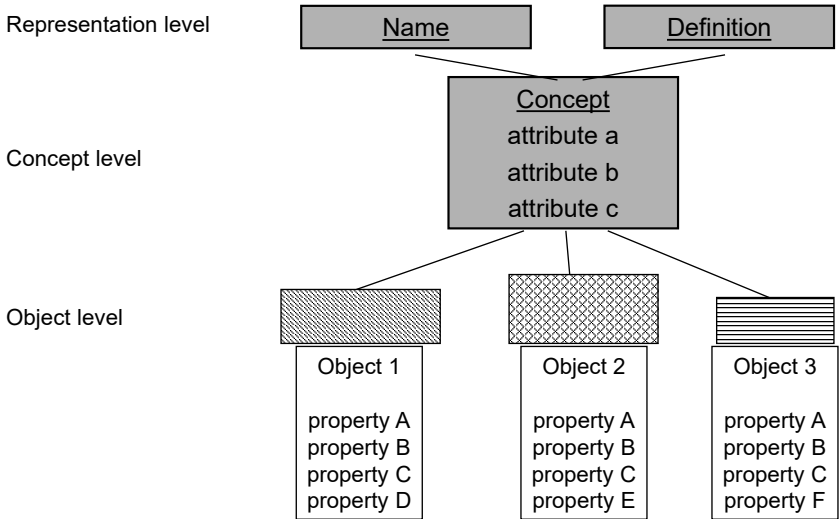 Representation level
Name
Definition
Concept level
Concept
attribute a
attribute b
attribute c
Object level
Object 1
property A
property B
property C
property D
Object 2
property A
property B
property C
property E
Object 3
property A
property B
property C
property F